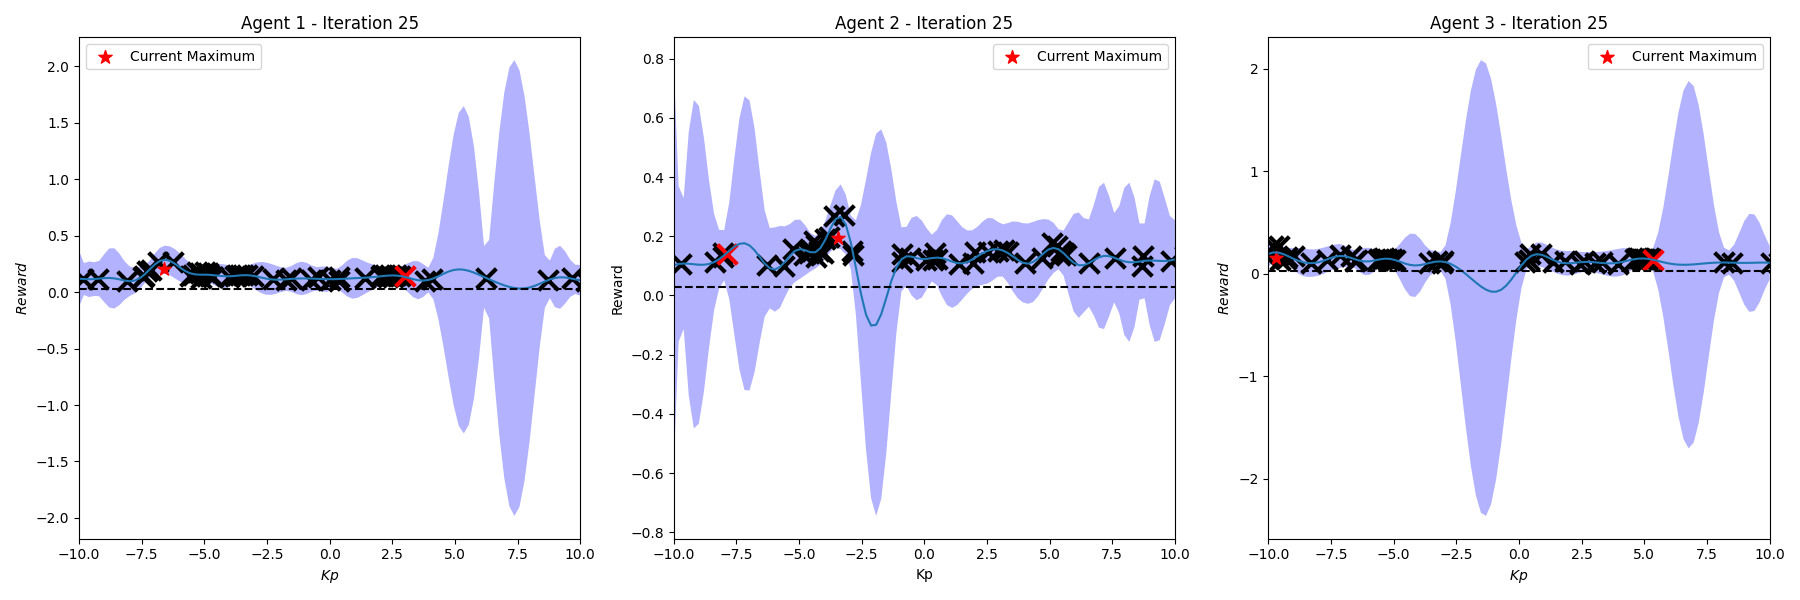 Agent 1 - Iteration 25
Current Maximum
2.0
1.5
1.0
0.5
0.0
−0.5
−1.0
−1.5
−2.0
Reward
−10.0 −7.5 −5.0 −2.5 0.0 2.5 5.0 7.5 10.0
Kp
Agent 2 - Iteration 25
Current Maximum
0.8
0.6
0.4
0.2
0.0
−0.2
−0.4
−0.6
−0.8
Reward
−10.0 −7.5 −5.0 −2.5 0.0 2.5 5.0 7.5 10.0
Kp
Agent 3 - Iteration 25
Current Maximum
2
1
0
−1
−2
Reward
−10.0 −7.5 −5.0 −2.5 0.0 2.5 5.0 7.5 10.0
Kp